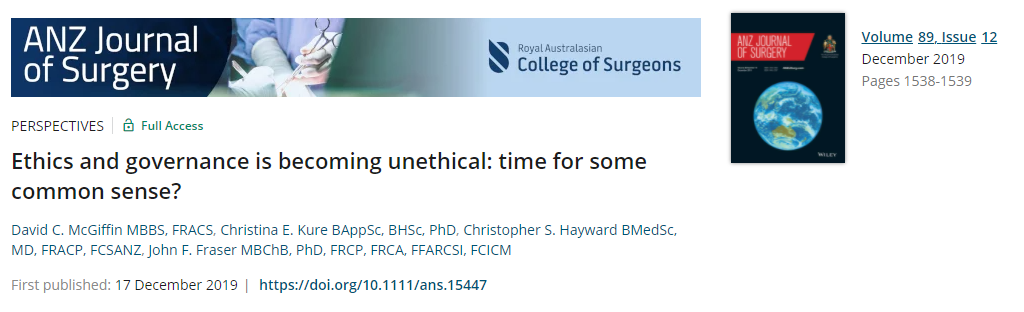 ANZ Journal
of Surgery
Royal Australasian
College of Surgeons
PERSPECTIVES
Full Access
Ethics and governance is becoming unethical: time for some
common sense?
David C. McGiffin MBBS, FRACS, Christina E. Kure BAppSc, BHSc, PhD, Christopher S. Hayward BMedSc,
MD, FRACP, FCSANZ, John F. Fraser MBChB, PhD, FRCP, FRCA, FFARCSI, FCICM
First published: 17 December 2019 | https://doi.org/10.1111/ans.15447
ANZ JOURNAL
OF SURGERY
WILEY
Volume 89, Issue 12
December 2019
Pages 1538-1539